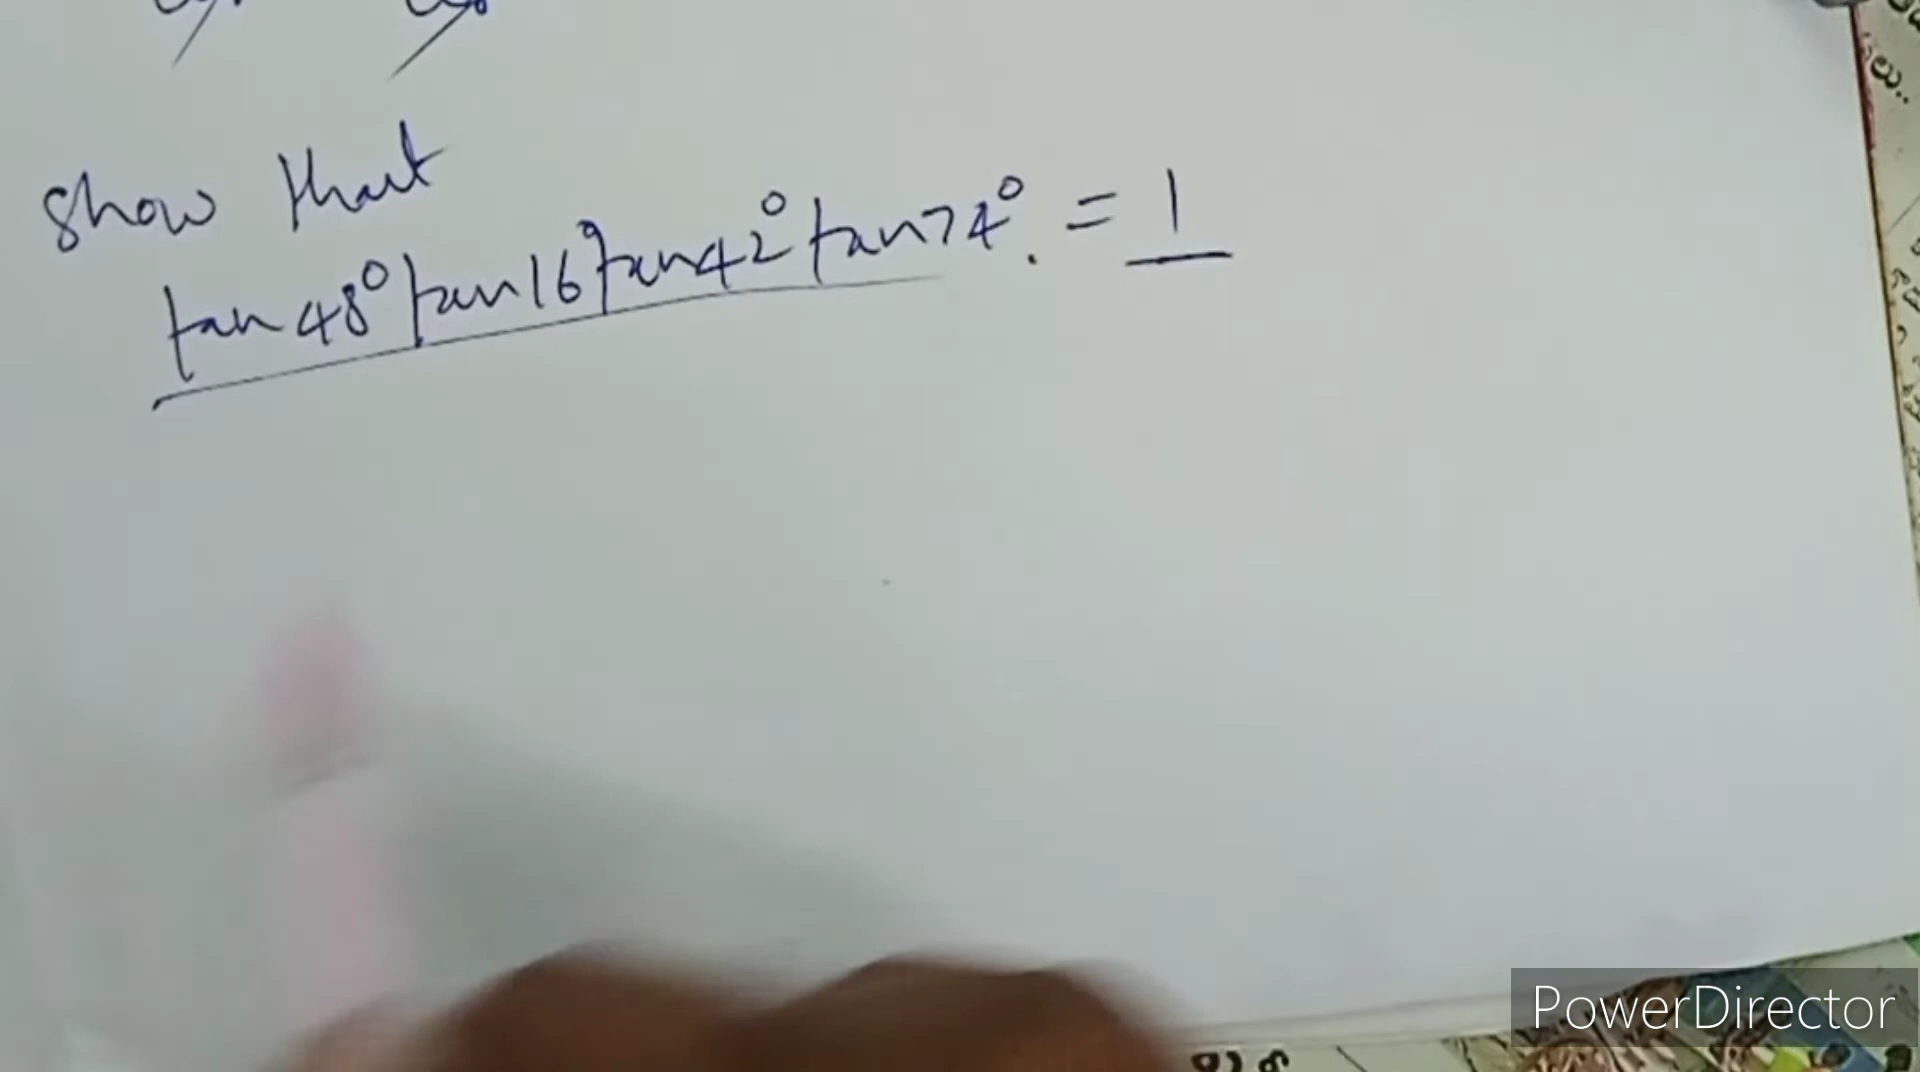 show that
tan 48° tan 16° tan 42° tan 74°. = 1
PowerDirector